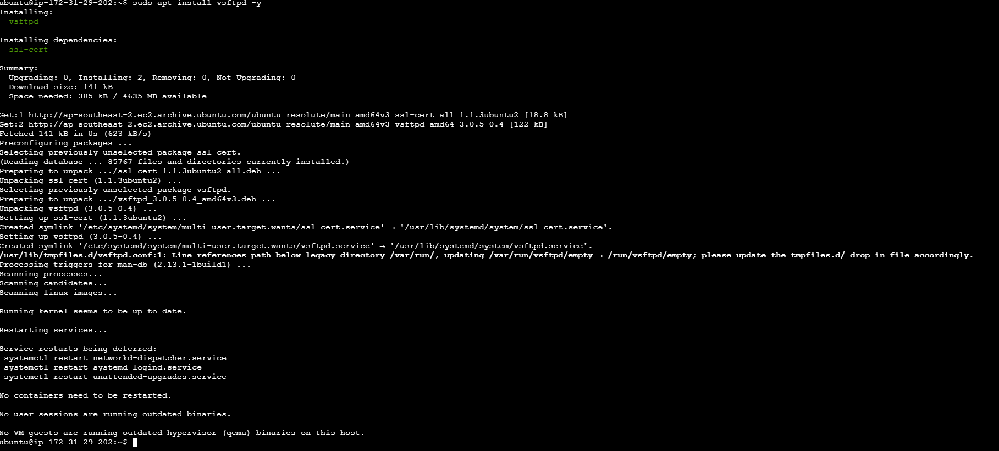 ubuntu@ip-172-31-29-202:~$ sudo apt install vsftpd -y
Installing:
  vsftpd

Installing dependencies:
  ssl-cert

Summary:
  Upgrading: 0, Installing: 2, Removing: 0, Not Upgrading: 0
  Download size: 141 kB
  Space needed: 385 kB / 4635 MB available

Get:1 http://ap-southeast-2.ec2.archive.ubuntu.com/ubuntu resolute/main amd64v3 ssl-cert all 1.1.3ubuntu2 [18.8 kB]
Get:2 http://ap-southeast-2.ec2.archive.ubuntu.com/ubuntu resolute/main amd64v3 vsftpd amd64 3.0.5-0.4 [122 kB]
Fetched 141 kB in 0s (623 kB/s)
Preconfiguring packages ...
Selecting previously unselected package ssl-cert.
(Reading database ... 85767 files and directories currently installed.)
Preparing to unpack .../ssl-cert_1.1.3ubuntu2_all.deb ...
Unpacking ssl-cert (1.1.3ubuntu2) ...
Selecting previously unselected package vsftpd.
Preparing to unpack .../vsftpd_3.0.5-0.4_amd64v3.deb ...
Unpacking vsftpd (3.0.5-0.4) ...
Setting up ssl-cert (1.1.3ubuntu2) ...
Created symlink '/etc/systemd/system/multi-user.target.wants/ssl-cert.service' → '/usr/lib/systemd/system/ssl-cert.service'.
Setting up vsftpd (3.0.5-0.4) ...
Created symlink '/etc/systemd/system/multi-user.target.wants/vsftpd.service' → '/usr/lib/systemd/system/vsftpd.service'.
/usr/lib/tmpfiles.d/vsftpd.conf:1: Line references path below legacy directory /var/run/, updating /var/run/vsftpd/empty → /run/vsftpd/empty; please update the tmpfiles.d/ drop-in file accordingly.
Processing triggers for man-db (2.13.1-1build1) ...
Scanning processes...
Scanning candidates...
Scanning linux images...

Running kernel seems to be up-to-date.

Restarting services...

Service restarts being deferred:
 systemctl restart networkd-dispatcher.service
 systemctl restart systemd-logind.service
 systemctl restart unattended-upgrades.service

No containers need to be restarted.

No user sessions are running outdated binaries.

No VM guests are running outdated hypervisor (qemu) binaries on this host.
ubuntu@ip-172-31-29-202:~$